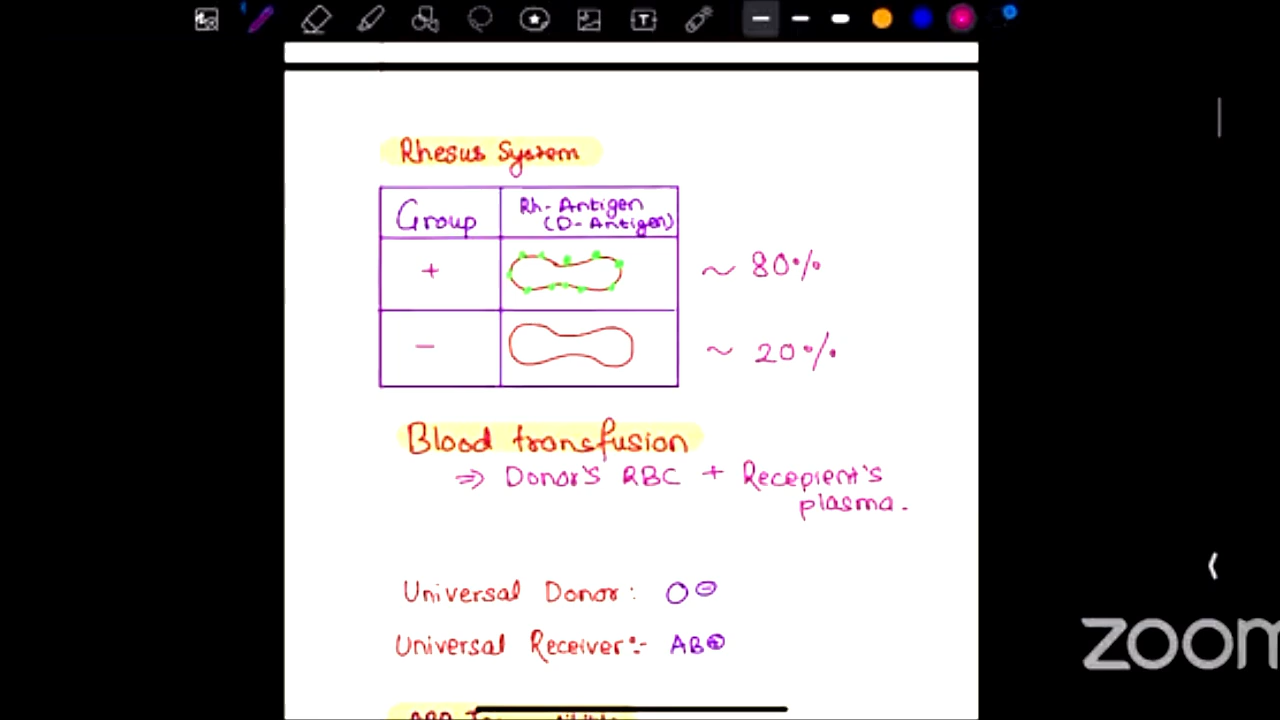 Rhesus System
Group
Rh-Antigen
(D-Antigen)
+
~ 80%
−
~ 20%
Blood transfusion
⇒ Donor's RBC + Recepient's
plasma.
Universal Donor: O⊖
Universal Receiver:- AB⊕
zoom